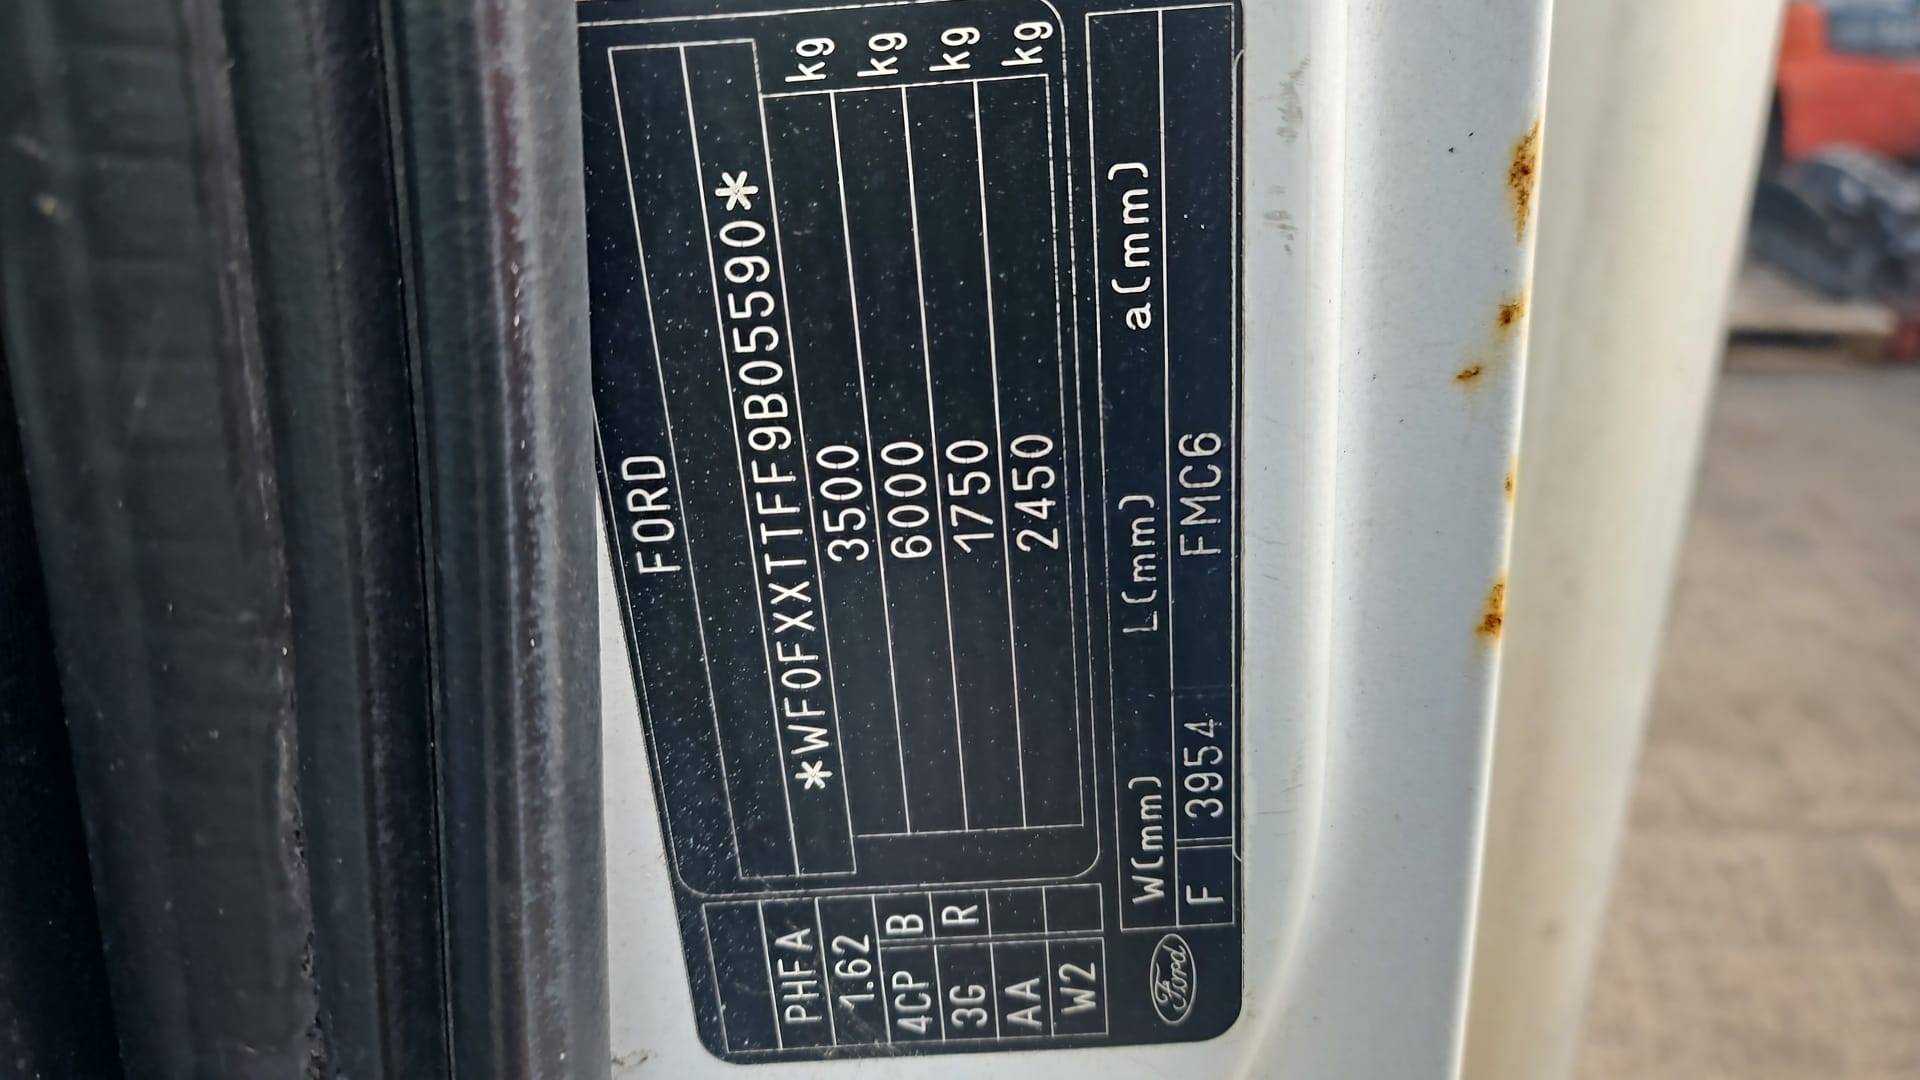 FORD
*WF0FXXTTFF9B05590*
3500 kg
6000 kg
1750 kg
2450 kg
PHFA
1.62
4CP B
3G R
AA
W2
Ford
W(mm) L(mm) a(mm)
F 3954 FMC6